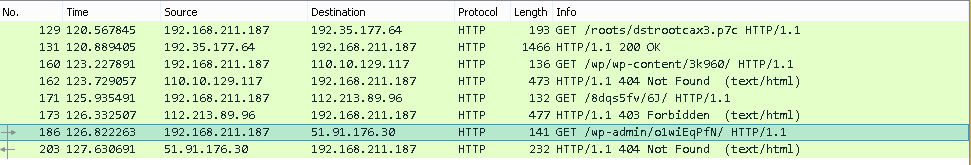 No. Time Source Destination Protocol Length Info
129 120.567845 192.168.211.187 192.35.177.64 HTTP 193 GET /roots/dstrootcax3.p7c HTTP/1.1
131 120.889405 192.35.177.64 192.168.211.187 HTTP 1466 HTTP/1.1 200 OK
160 123.227891 192.168.211.187 110.10.129.117 HTTP 136 GET /wp/wp-content/3k960/ HTTP/1.1
162 123.729057 110.10.129.117 192.168.211.187 HTTP 473 HTTP/1.1 404 Not Found (text/html)
171 125.935491 192.168.211.187 112.213.89.96 HTTP 132 GET /8dqs5fv/6J/ HTTP/1.1
173 126.332507 112.213.89.96 192.168.211.187 HTTP 477 HTTP/1.1 403 Forbidden (text/html)
186 126.822263 192.168.211.187 51.91.176.30 HTTP 141 GET /wp-admin/o1wiEqPfN/ HTTP/1.1
203 127.630691 51.91.176.30 192.168.211.187 HTTP 232 HTTP/1.1 404 Not Found (text/html)